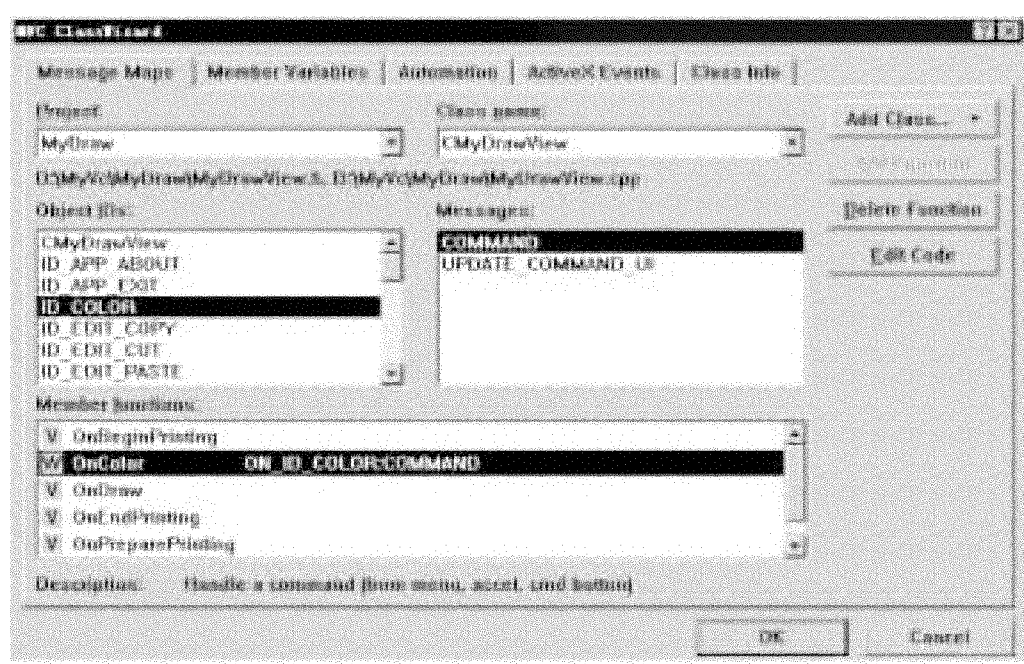 MFC ClassWizard
Message Maps Member Variables Automation ActiveX Events Class Info
Project: Class name: Add Class...
MyDraw CMyDrawView
D:\MyVc\MyDraw\MyDrawView.h, D:\MyVc\MyDraw\MyDrawView.cpp
Object IDs: Messages: Delete Function
CMyDrawView COMMAND
ID_APP_ABOUT UPDATE_COMMAND_UI Edit Code
ID_APP_EXIT
ID_COLOR
ID_EDIT_COPY
ID_EDIT_CUT
ID_EDIT_PASTE
Member functions:
V OnBeginPrinting
W OnColor ON_ID_COLOR:COMMAND
V OnDraw
V OnEndPrinting
V OnPreparePrinting
Description: Handle a command (from menu, accel, cmd button)
OK Cancel